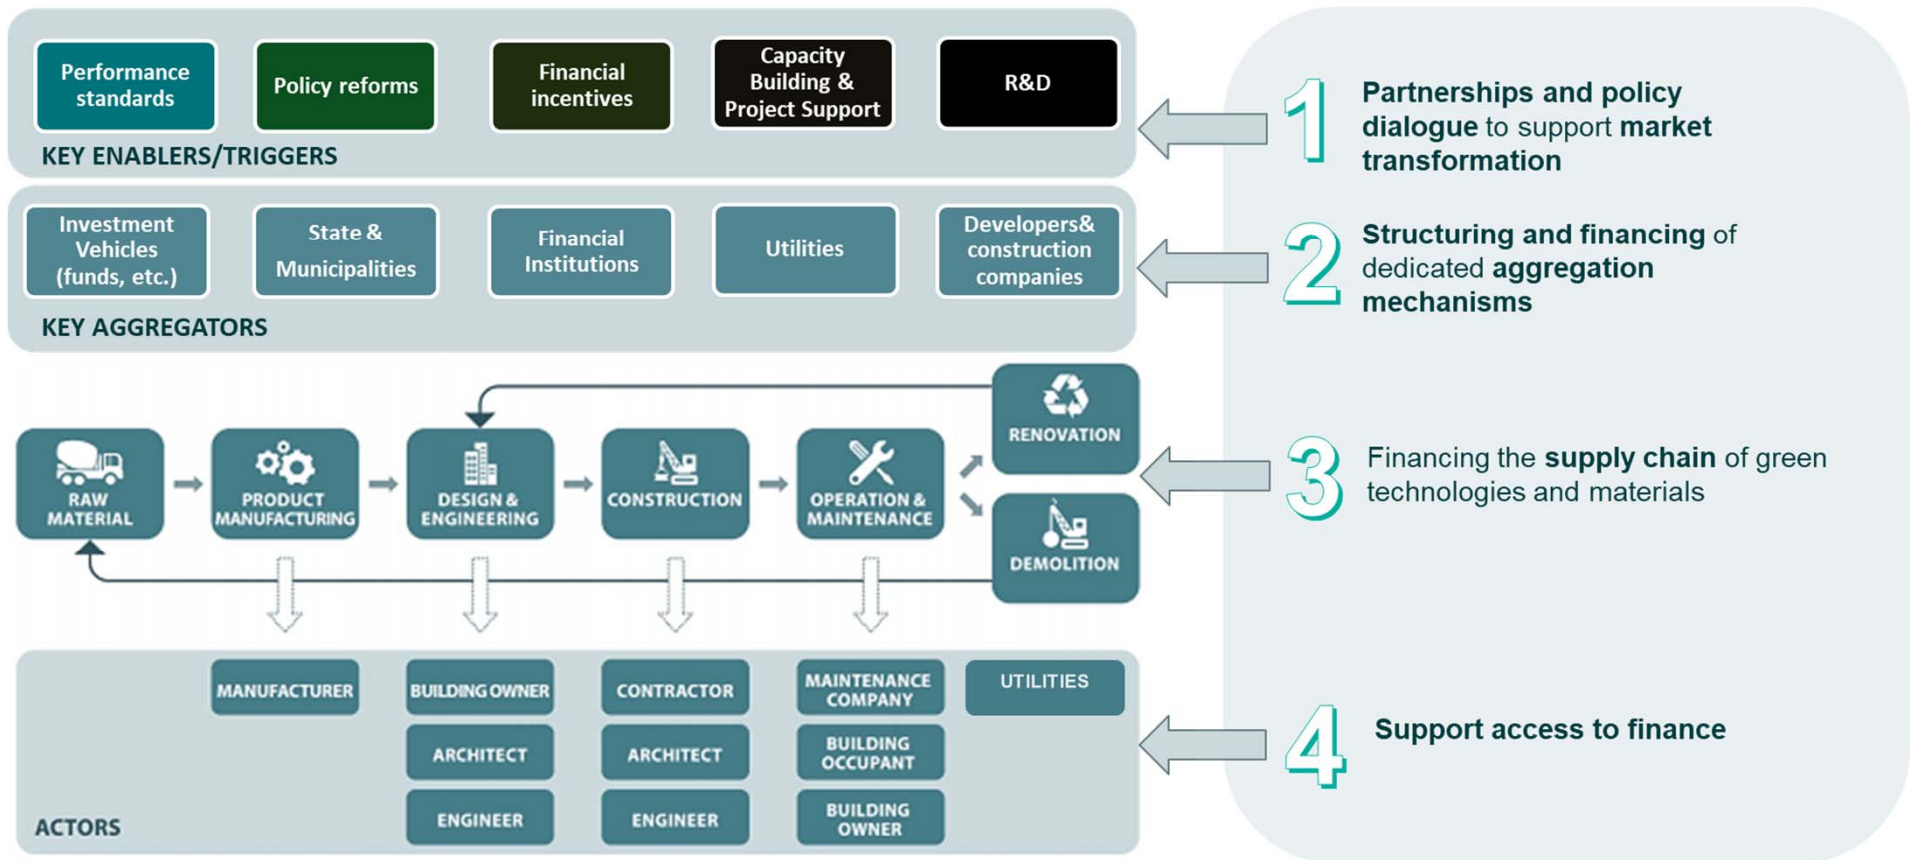 Performance
standards
Policy reforms
Financial
incentives
Capacity
Building &
Project Support
R&D
KEY ENABLERS/TRIGGERS
1
Partnerships and policy
dialogue to support market
transformation
Investment
Vehicles
(funds, etc.)
State &
Municipalities
Financial
Institutions
Utilities
Developers&
construction
companies
KEY AGGREGATORS
2
Structuring and financing of
dedicated aggregation
mechanisms
RAW
MATERIAL
PRODUCT
MANUFACTURING
DESIGN &
ENGINEERING
CONSTRUCTION
OPERATION &
MAINTENANCE
RENOVATION
DEMOLITION
3
Financing the supply chain of green
technologies and materials
MANUFACTURER
BUILDING OWNER
ARCHITECT
ENGINEER
CONTRACTOR
ARCHITECT
ENGINEER
MAINTENANCE
COMPANY
BUILDING
OCCUPANT
BUILDING
OWNER
UTILITIES
ACTORS
4
Support access to finance